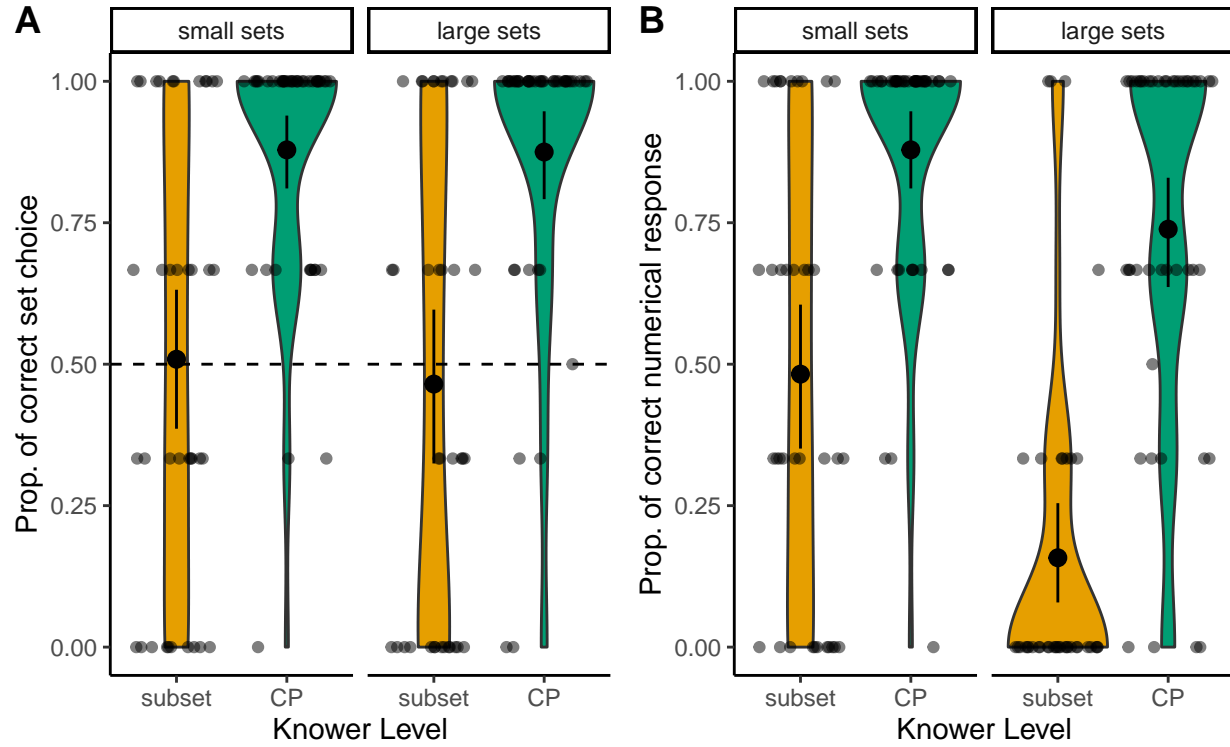 A
small sets
large sets
Prop. of correct set choice
1.00
0.75
0.50
0.25
0.00
subset
CP
subset
CP
Knower Level
B
small sets
large sets
Prop. of correct numerical response
1.00
0.75
0.50
0.25
0.00
subset
CP
subset
CP
Knower Level